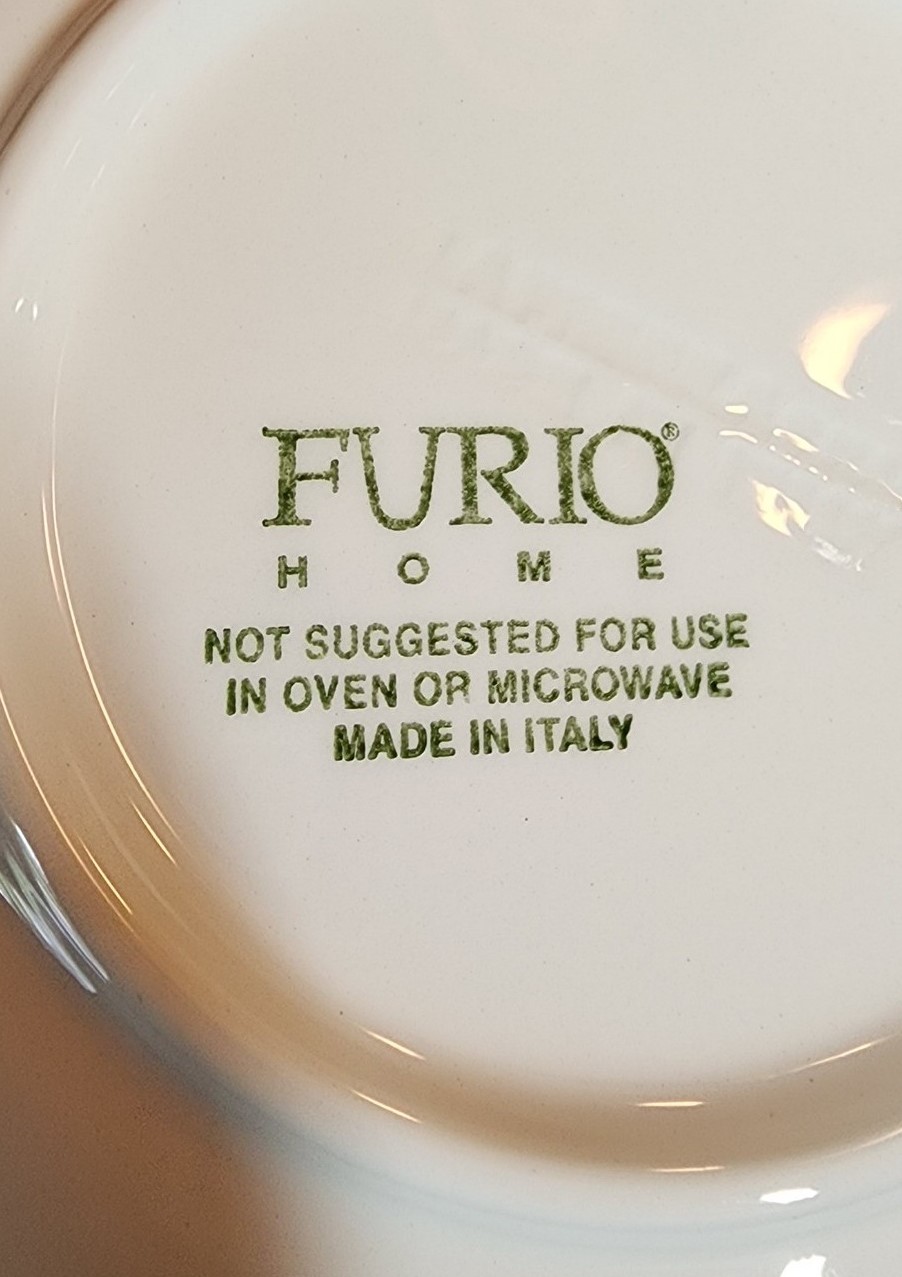 FURIO®
HOME
NOT SUGGESTED FOR USE
IN OVEN OR MICROWAVE
MADE IN ITALY